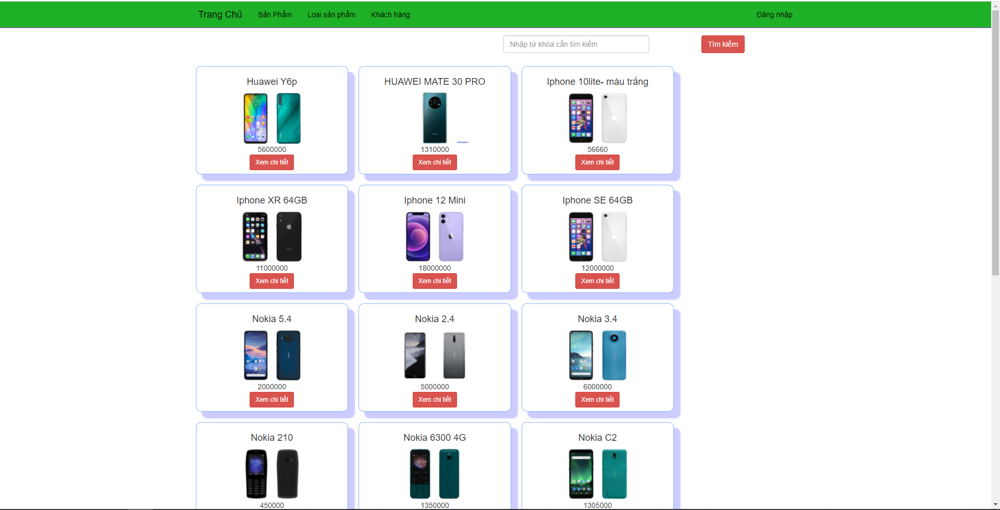 Trang Chủ Sản Phẩm Loại sản phẩm Khách hàng Đăng nhập
Nhập từ khóa cần tìm kiếm Tìm kiếm
Huawei Y6p HUAWEI MATE 30 PRO Iphone 10lite- màu trắng
5600000 1310000 56660
Xem chi tiết Xem chi tiết Xem chi tiết
Iphone XR 64GB Iphone 12 Mini Iphone SE 64GB
11000000 18000000 12000000
Xem chi tiết Xem chi tiết Xem chi tiết
Nokia 5.4 Nokia 2.4 Nokia 3.4
2000000 5000000 6000000
Xem chi tiết Xem chi tiết Xem chi tiết
Nokia 210 Nokia 6300 4G Nokia C2
12:02
03:50
450000 1350000 1305000